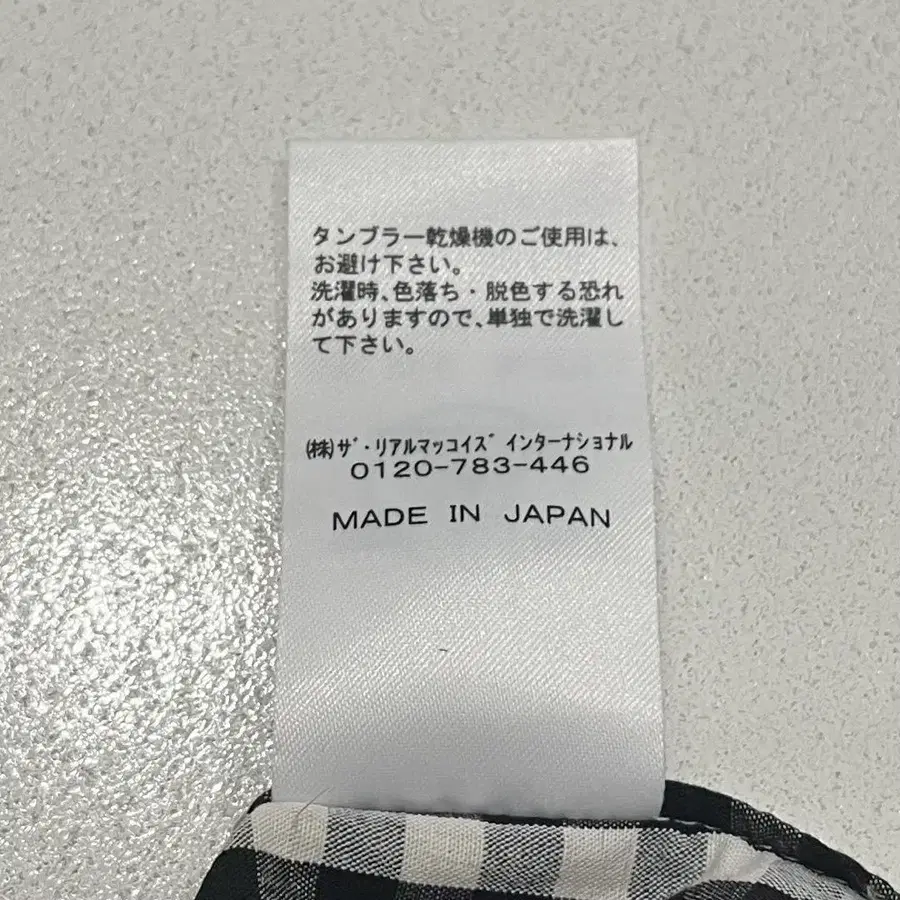 タンブラー乾燥機のご使用は、
お避け下さい。
洗濯時、色落ち・脱色する恐れ
がありますので、単独で洗濯し
て下さい。
㈱ｻﾞ・ﾘｱﾙﾏｯｺｲｽﾞ ｲﾝﾀｰﾅｼｮﾅﾙ
0120-783-446
MADE IN JAPAN